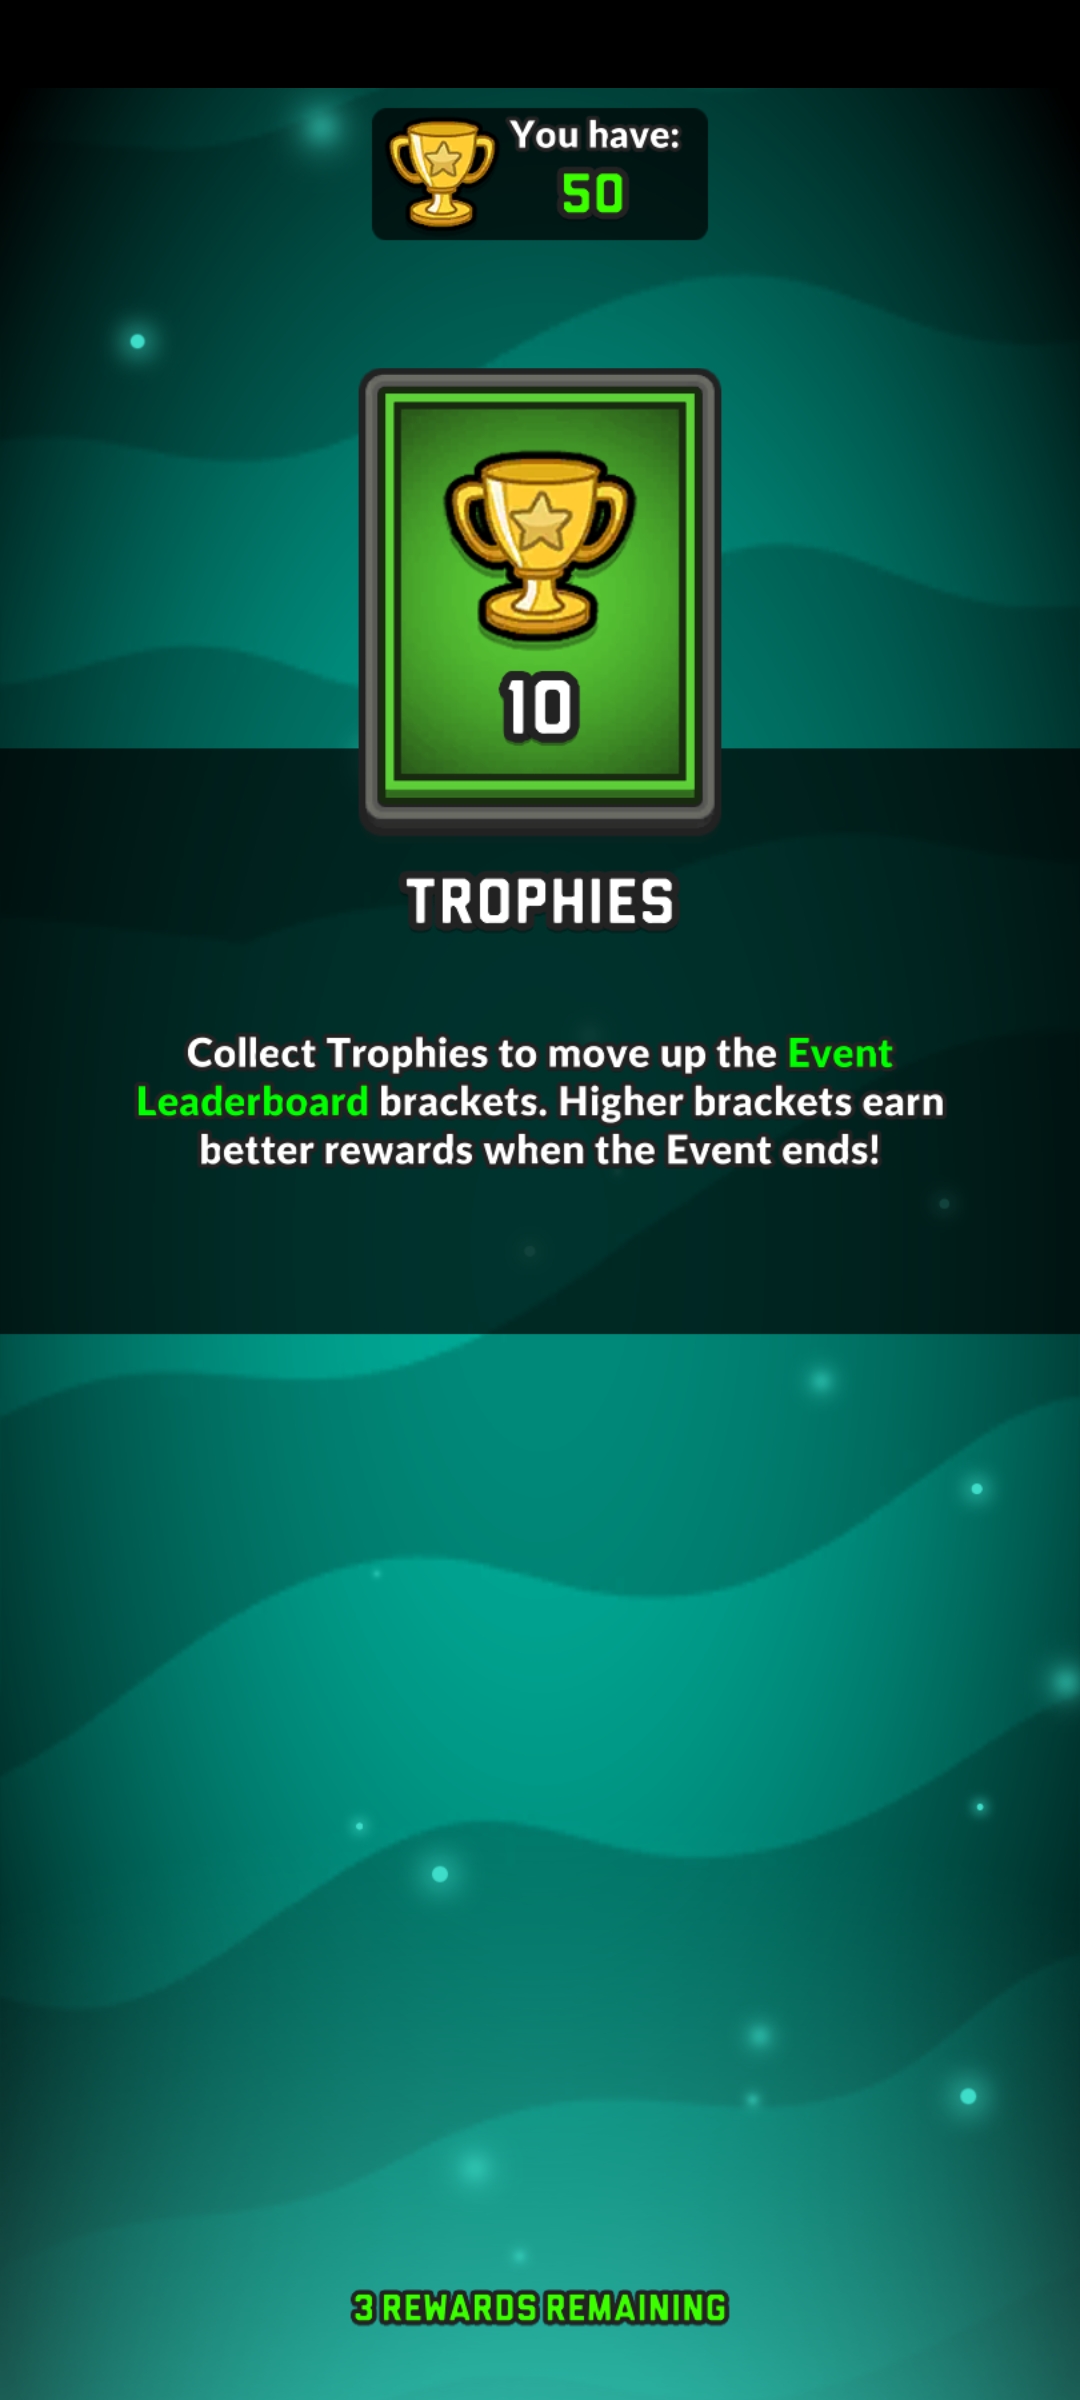 You have:
50
10
TROPHIES
Collect Trophies to move up the Event
Leaderboard brackets. Higher brackets earn
better rewards when the Event ends!
3 REWARDS REMAINING